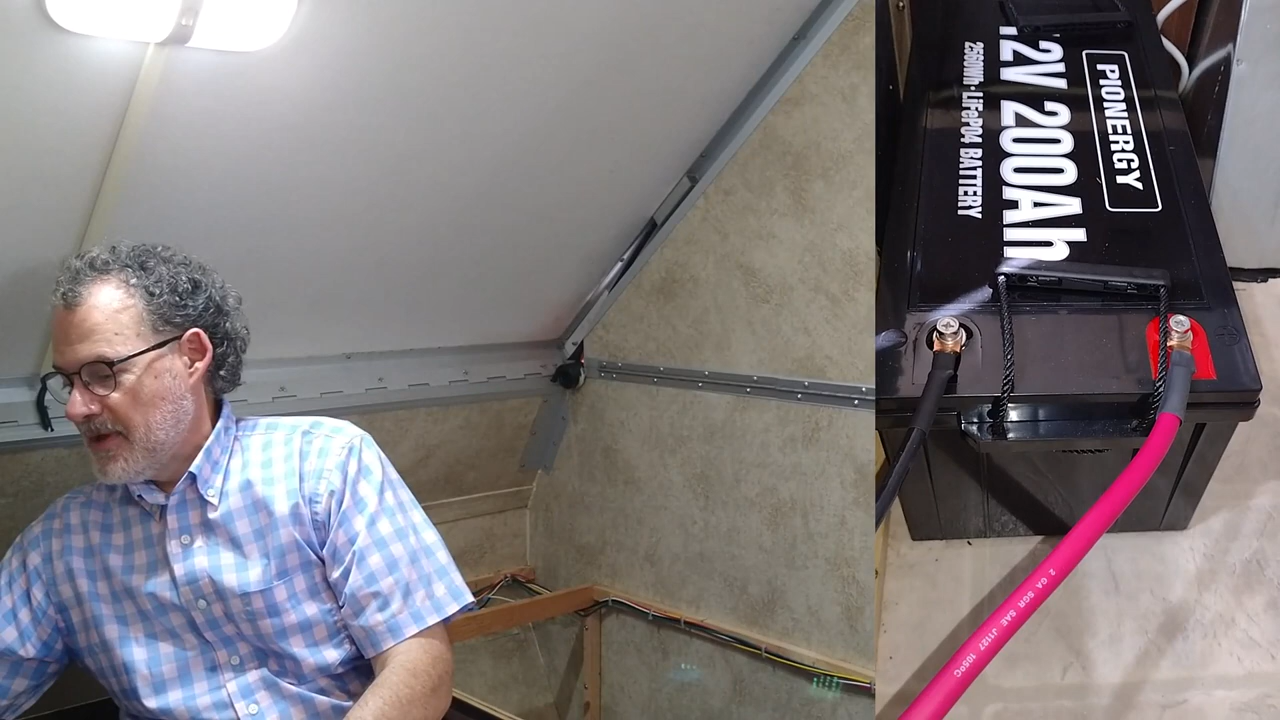 PIONERGY
12V 200Ah
2560Wh · LiFePO4 BATTERY
2 GA SGR SAE J1127 105°C